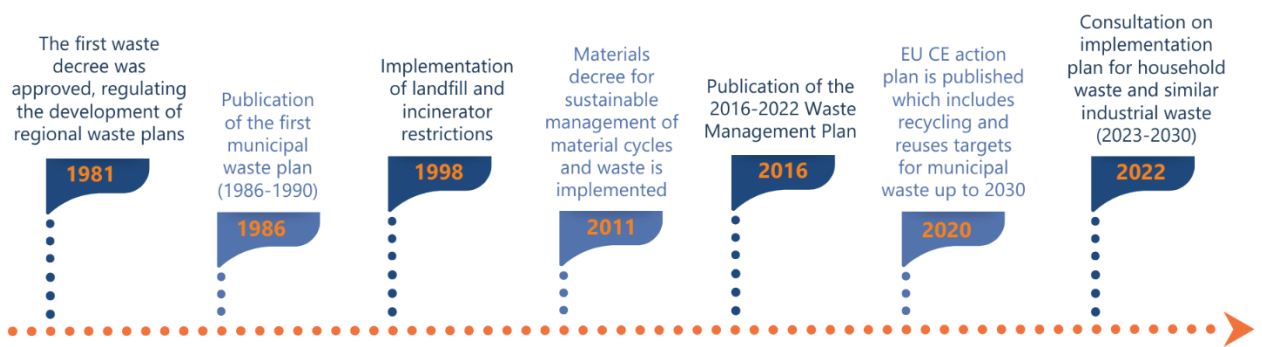 The first waste
decree was
approved, regulating
the development of
regional waste plans
1981
Publication
of the first
municipal
waste plan
(1986-1990)
1986
Implementation
of landfill and
incinerator
restrictions
1998
Materials
decree for
sustainable
management of
material cycles
and waste is
implemented
2011
Publication of the
2016-2022 Waste
Management Plan
2016
EU CE action
plan is published
which includes
recycling and
reuses targets
for municipal
waste up to 2030
2020
Consultation on
implementation
plan for household
waste and similar
industrial waste
(2023-2030)
2022